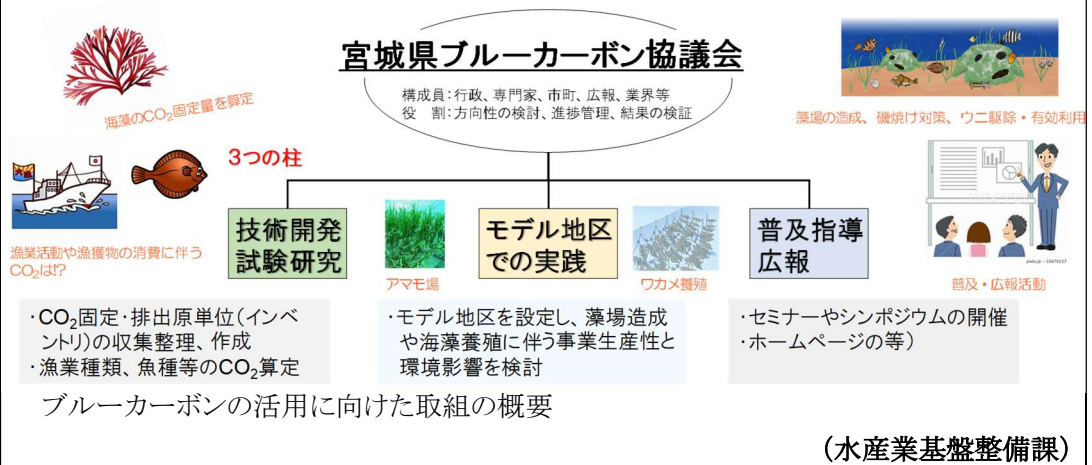 宮城県ブルーカーボン協議会
構成員:行政、専門家、市町、広報、業界等
役　割:方向性の検討、進捗管理、結果の検証
海藻のCO₂固定量を算定
藻場の造成、磯焼け対策、ウニ駆除・有効利用
3つの柱
漁業活動や漁獲物の消費に伴う
CO₂は!?
技術開発
試験研究
アマモ場
モデル地区
での実践
ワカメ養殖
普及指導
広報
普及・広報活動
・CO₂固定・排出原単位(インベ
ントリ)の収集整理、作成
・漁業種類、魚種等のCO₂算定
・モデル地区を設定し、藻場造成
や海藻養殖に伴う事業生産性と
環境影響を検討
・セミナーやシンポジウムの開催
・ホームページの等)
ブルーカーボンの活用に向けた取組の概要
(水産業基盤整備課)